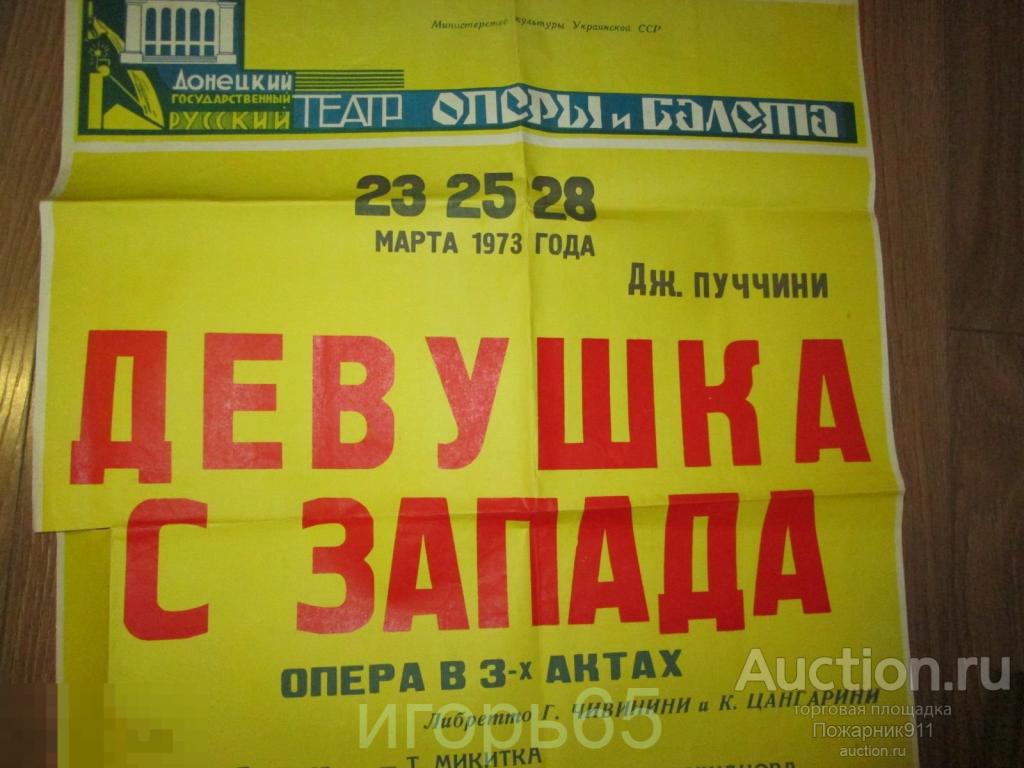 Министерство культуры Украинской ССР
Донецкий
государственный
русский
ТЕАТР оперы и балета
23 25 28
МАРТА 1973 ГОДА
Дж. ПУЧЧИНИ
ДЕВУШКА
С ЗАПАДА
ОПЕРА В 3-х АКТАХ
Либретто Г. ЧИВИНИНИ и К. ЦАНГАРИНИ
Т. МИКИТКА
игорь65
Auction.ru
торговая площадка
Пожарник911
auction.ru